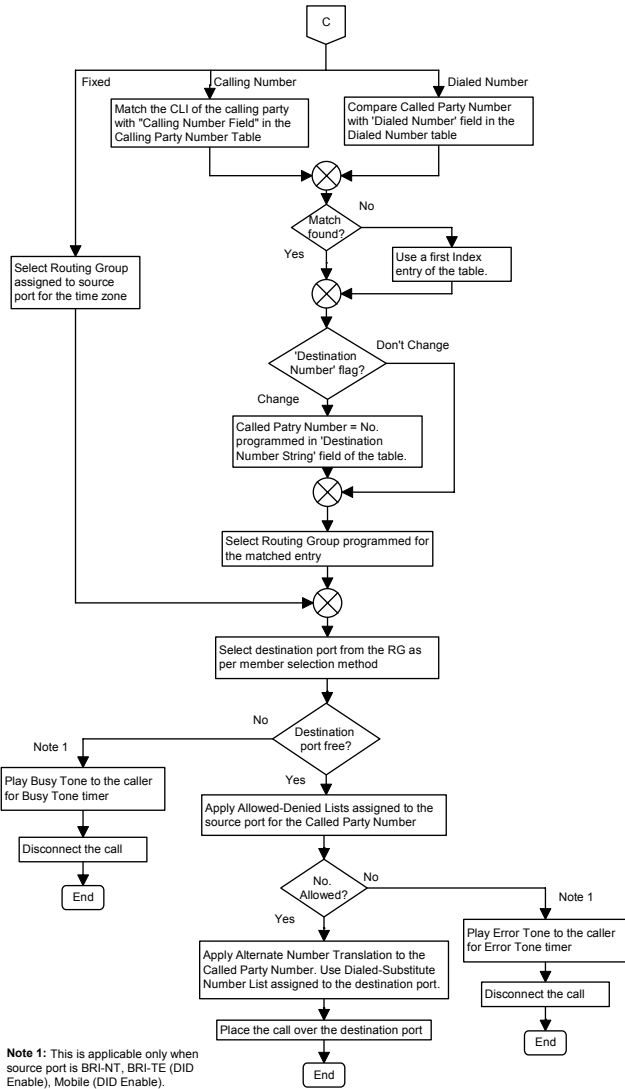 C
Fixed
Calling Number
Dialed Number
Match the CLI of the calling party
with "Calling Number Field" in the
Calling Party Number Table
Compare Called Party Number
with 'Dialed Number' field in the
Dialed Number table
Match
found?
No
Yes
Use a first Index
entry of the table.
Select Routing Group
assigned to source
port for the time zone
'Destination
Number' flag?
Don't Change
Change
Called Patry Number = No.
programmed in 'Destination
Number String' field of the table.
Select Routing Group programmed for
the matched entry
Select destination port from the RG as
per member selection method
Destination
port free?
No
Note 1
Yes
Play Busy Tone to the caller
for Busy Tone timer
Disconnect the call
End
Apply Allowed-Denied Lists assigned to the
source port for the Called Party Number
No.
Allowed?
No
Note 1
Yes
Play Error Tone to the caller
for Error Tone timer
Disconnect the call
End
Apply Alternate Number Translation to the
Called Party Number. Use Dialed-Substitute
Number List assigned to the destination port.
Place the call over the destination port
End
Note 1: This is applicable only when
source port is BRI-NT, BRI-TE (DID
Enable), Mobile (DID Enable).